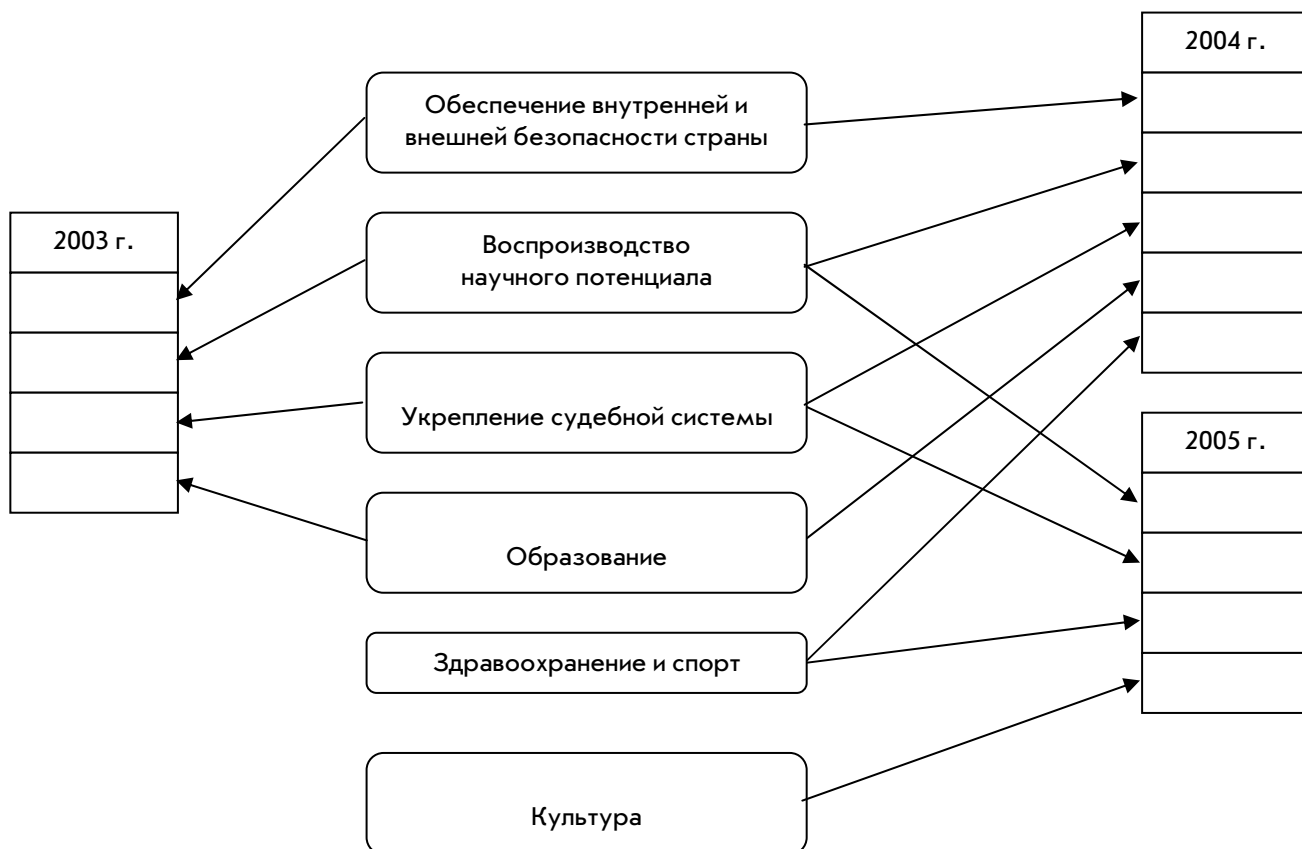 2004 г.
Обеспечение внутренней и
внешней безопасности страны
2003 г.
Воспроизводство
научного потенциала
Укрепление судебной системы
2005 г.
Образование
Здравоохранение и спорт
Культура